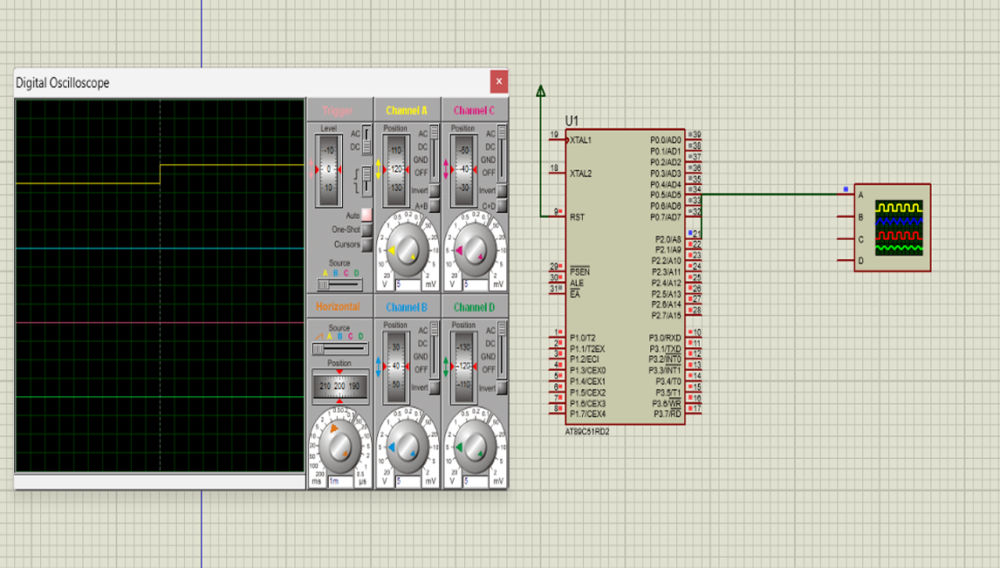 Digital Oscilloscope
x
Trigger
Level
AC
DC
-10
0
10
Auto
One-Shot
Cursors
Source
A B C D
Channel A
Position
AC
DC
GND
OFF
110
120
130
Invert
A+B
V 5 mV
Channel C
Position
AC
DC
GND
OFF
-50
-40
-30
Invert
C+D
V 5 mV
Horizontal
Source
A B C D
Position
210 200 190
ms 1m µs
Channel B
Position
AC
DC
GND
OFF
30
40
50
Invert
V 5 mV
Channel D
Position
AC
DC
GND
OFF
-130
-120
-110
Invert
V 5 mV
U1
19 XTAL1
18 XTAL2
9 RST
29 PSEN
30 ALE
31 EA
1 P1.0/T2
2 P1.1/T2EX
3 P1.2/ECI
4 P1.3/CEX0
5 P1.4/CEX1
6 P1.5/CEX2
7 P1.6/CEX3
8 P1.7/CEX4
P0.0/AD0 39
P0.1/AD1 38
P0.2/AD2 37
P0.3/AD3 36
P0.4/AD4 35
P0.5/AD5 34
P0.6/AD6 33
P0.7/AD7 32
P2.0/A8 21
P2.1/A9 22
P2.2/A10 23
P2.3/A11 24
P2.4/A12 25
P2.5/A13 26
P2.6/A14 27
P2.7/A15 28
P3.0/RXD 10
P3.1/TXD 11
P3.2/INT0 12
P3.3/INT1 13
P3.4/T0 14
P3.5/T1 15
P3.6/WR 16
P3.7/RD 17
AT89C51RD2
A
B
C
D